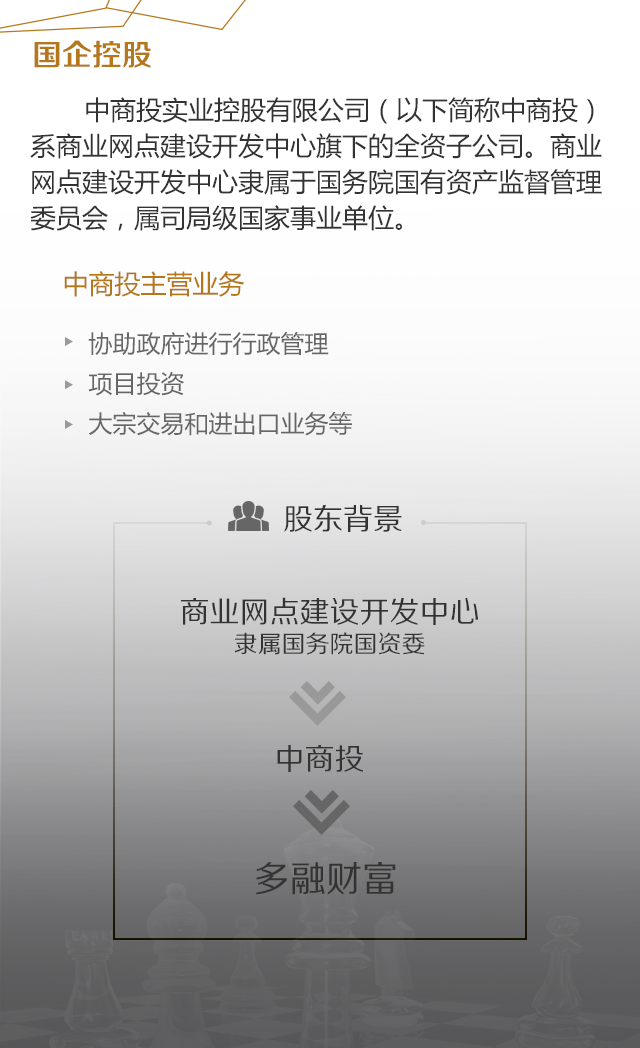 国企控股
中商投实业控股有限公司（以下简称中商投）
系商业网点建设开发中心旗下的全资子公司。商业
网点建设开发中心隶属于国务院国有资产监督管理
委员会，属司局级国家事业单位。
中商投主营业务
协助政府进行行政管理
项目投资
大宗交易和进出口业务等
股东背景
商业网点建设开发中心
隶属国务院国资委
中商投
多融财富